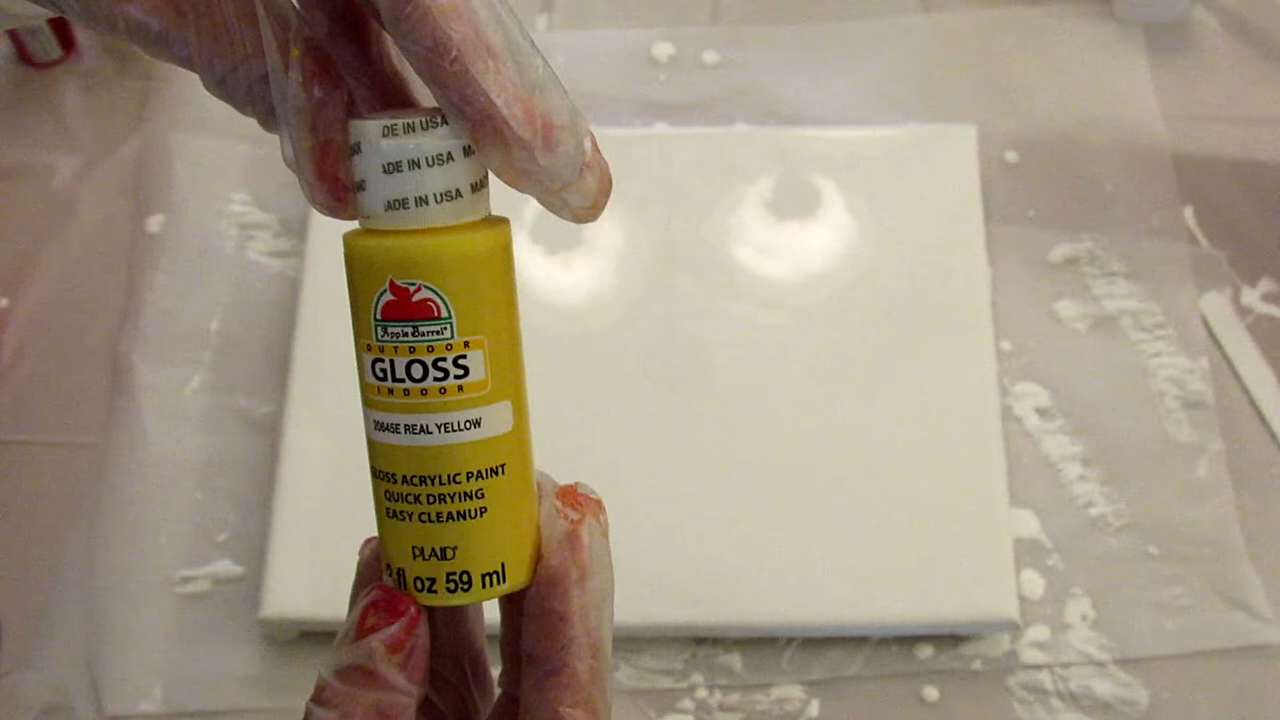 ADE IN USA
ADE IN USA M
ADE IN USA MAD
Apple Barrel®
OUTDOOR
GLOSS
INDOOR
20645E REAL YELLOW
GLOSS ACRYLIC PAINT
QUICK DRYING
EASY CLEANUP
PLAID®
2 fl oz 59 ml